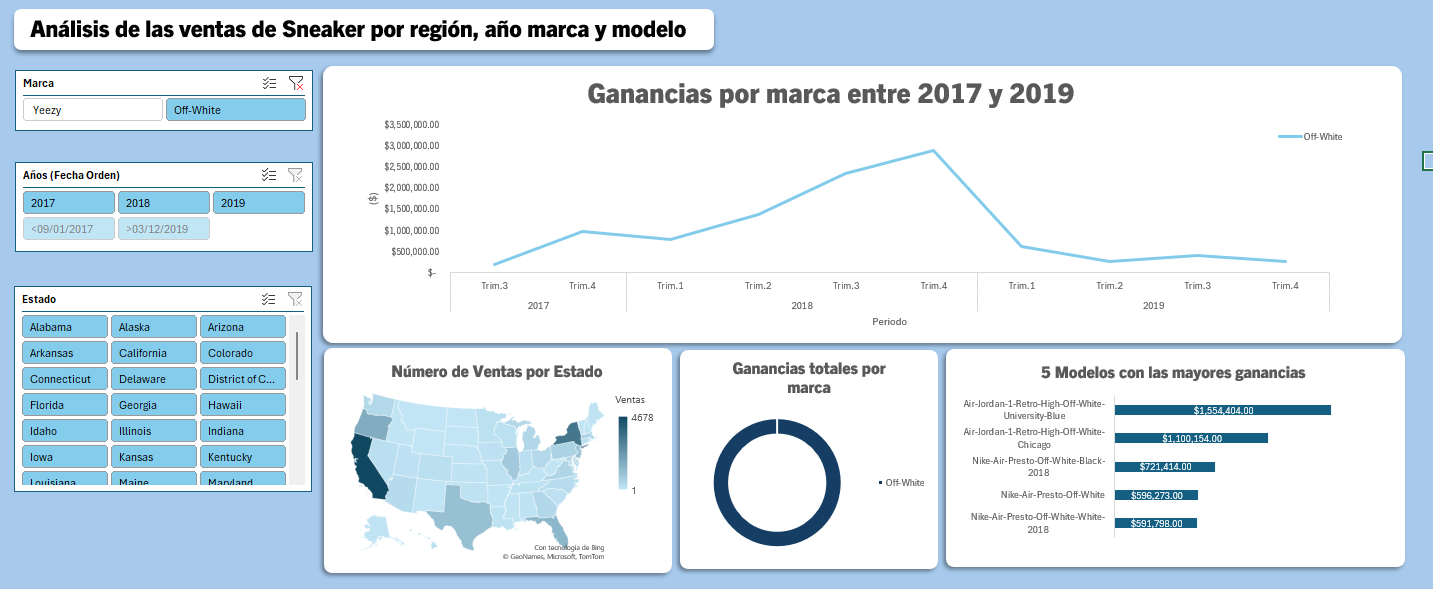 Análisis de las ventas de Sneaker por región, año marca y modelo
Marca
Yeezy
Off-White
Años (Fecha Orden)
2017
2018
2019
<09/01/2017
>03/12/2019
Estado
Alabama
Alaska
Arizona
Arkansas
California
Colorado
Connecticut
Delaware
District of C...
Florida
Georgia
Hawaii
Idaho
Illinois
Indiana
Iowa
Kansas
Kentucky
Louisiana
Maine
Maryland
Ganancias por marca entre 2017 y 2019
$3,500,000.00
$3,000,000.00
$2,500,000.00
$2,000,000.00
$1,500,000.00
$1,000,000.00
$500,000.00
$-
($)
Off-White
Trim.3
Trim.4
Trim.1
Trim.2
Trim.3
Trim.4
Trim.1
Trim.2
Trim.3
Trim.4
2017
2018
2019
Periodo
Número de Ventas por Estado
Ventas
4678
1
Con tecnología de Bing
© GeoNames, Microsoft, TomTom
Ganancias totales por
marca
Off-White
5 Modelos con las mayores ganancias
Air-Jordan-1-Retro-High-Off-White-
University-Blue
$1,554,404.00
Air-Jordan-1-Retro-High-Off-White-
Chicago
$1,100,154.00
Nike-Air-Presto-Off-White-Black-
2018
$721,414.00
Nike-Air-Presto-Off-White
$596,273.00
Nike-Air-Presto-Off-White-White-
2018
$591,798.00